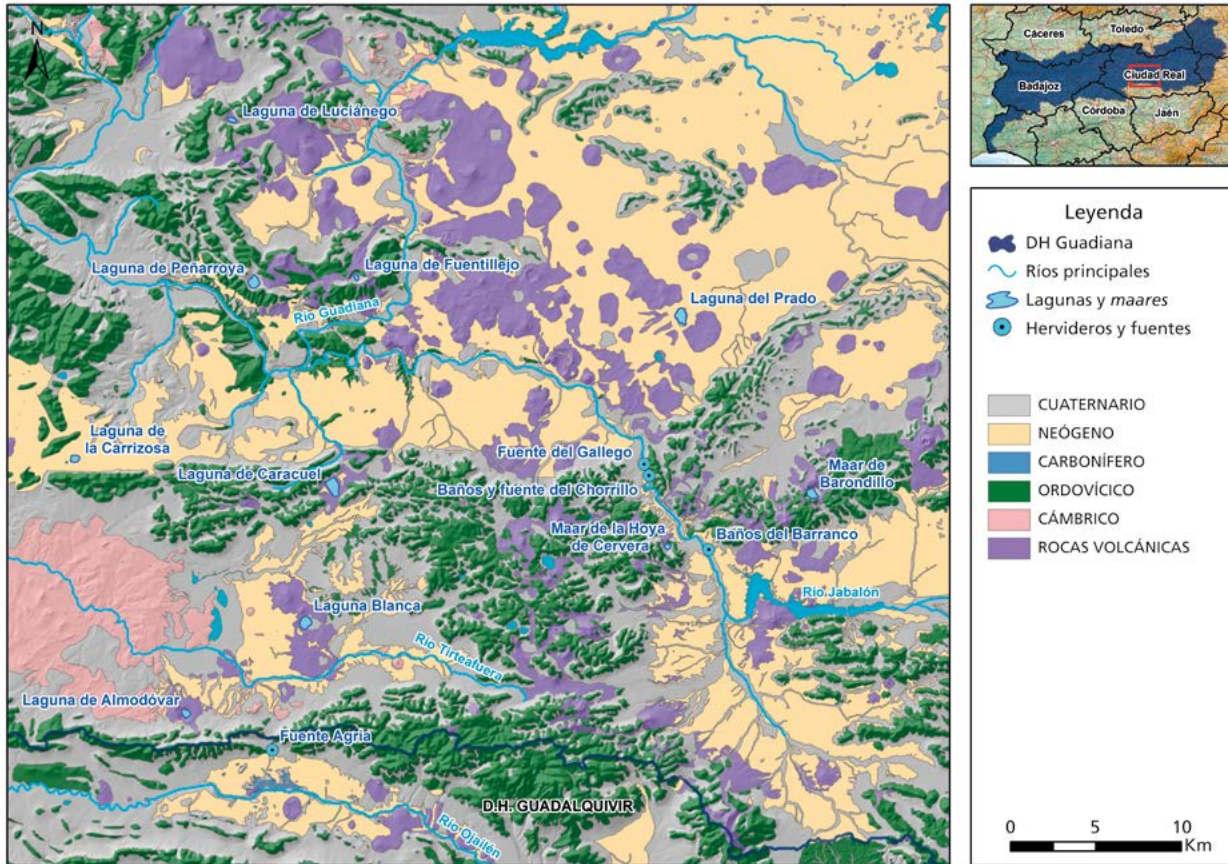 N
Laguna de Luciánego
Laguna de Peñarroya
Laguna de Fuentillejo
Río Guadiana
Laguna del Prado
Laguna de
la Carrizosa
Laguna de Caracuel
Fuente del Gallego
Baños y fuente del Chorrillo
Maar de
Barondillo
Maar de la Hoya
de Cervera
Baños del Barranco
Río Jabalón
Laguna Blanca
Río Tirteafuera
Laguna de Almodóvar
Fuente Agria
D.H. GUADALQUIVIR
Río Ojailén
Cáceres
Toledo
Badajoz
Ciudad Real
Córdoba
Jaén
Leyenda
DH Guadiana
Ríos principales
Lagunas y maares
Hervideros y fuentes
CUATERNARIO
NEÓGENO
CARBONÍFERO
ORDOVÍCICO
CÁMBRICO
ROCAS VOLCÁNICAS
0 5 10
Km